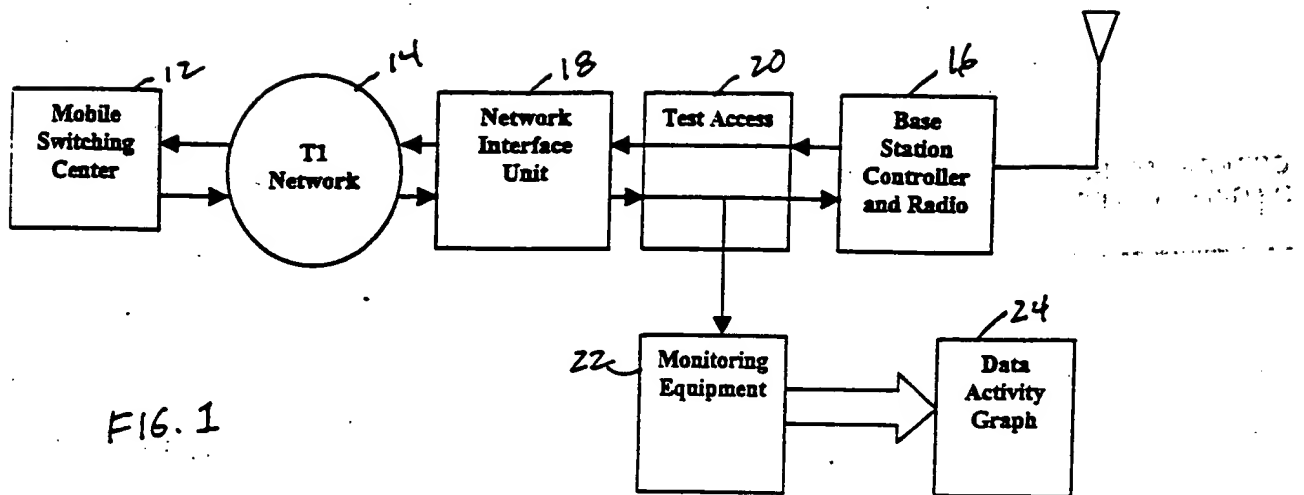 12
14
18
20
16
Mobile
Switching
Center
T1
Network
Network
Interface
Unit
Test Access
Base
Station
Controller
and Radio
22
Monitoring
Equipment
24
Data
Activity
Graph
FIG. 1